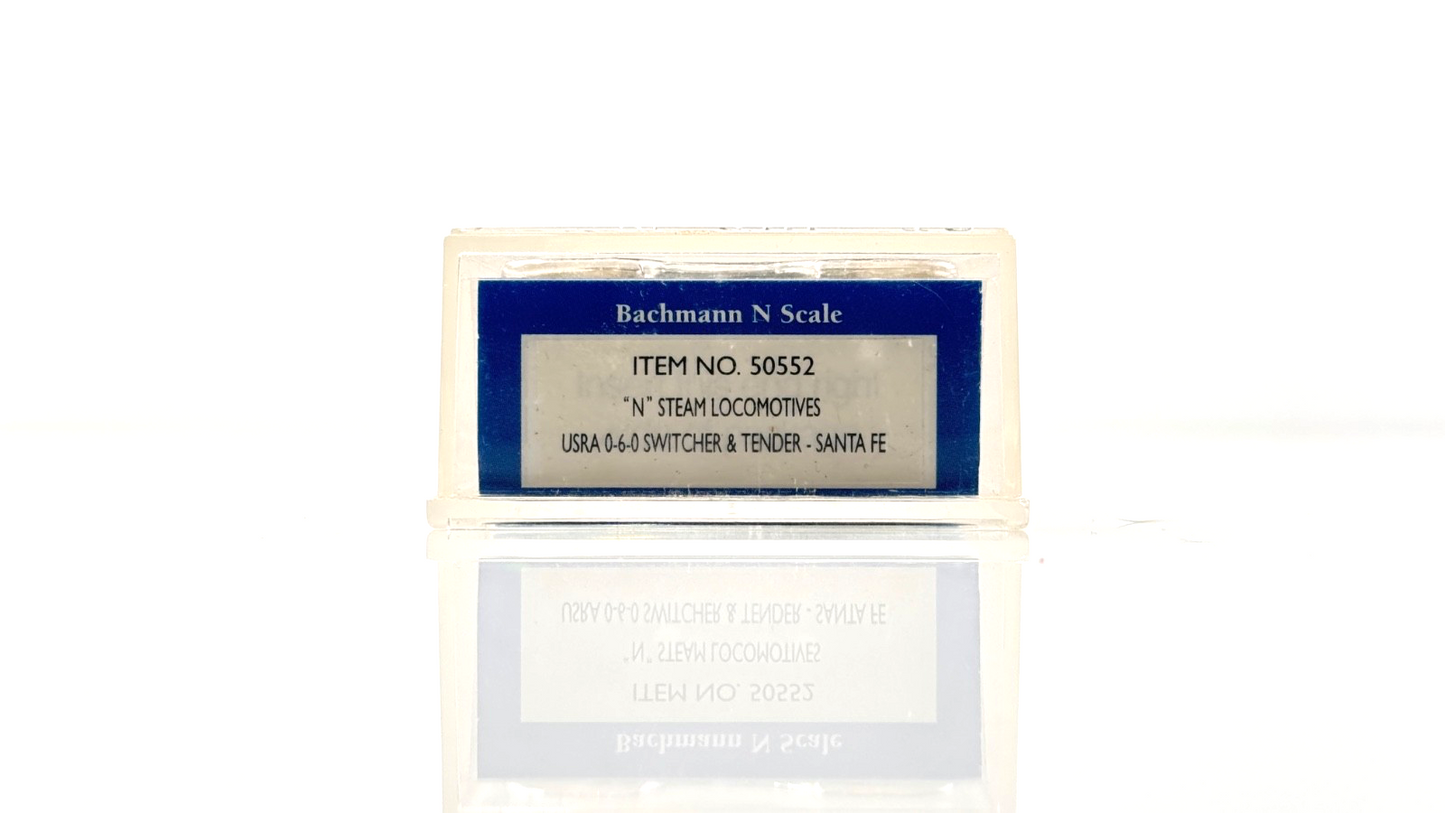 Bachmann N Scale
ITEM NO. 50552
"N" STEAM LOCOMOTIVES
USRA 0-6-0 SWITCHER & TENDER - SANTA FE